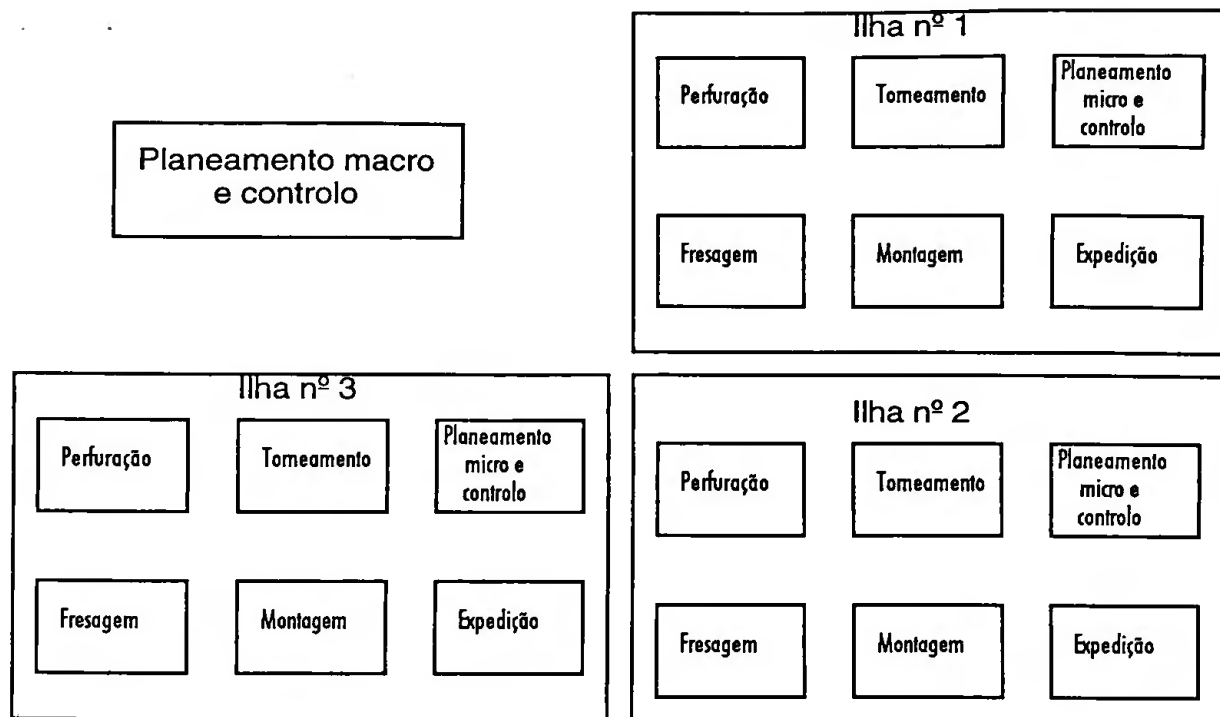 Planeamento macro
e controlo
Ilha nº 1
Perfuração
Torneamento
Planeamento
micro e
controlo
Fresagem
Montagem
Expedição
Ilha nº 3
Perfuração
Torneamento
Planeamento
micro e
controlo
Fresagem
Montagem
Expedição
Ilha nº 2
Perfuração
Torneamento
Planeamento
micro e
controlo
Fresagem
Montagem
Expedição